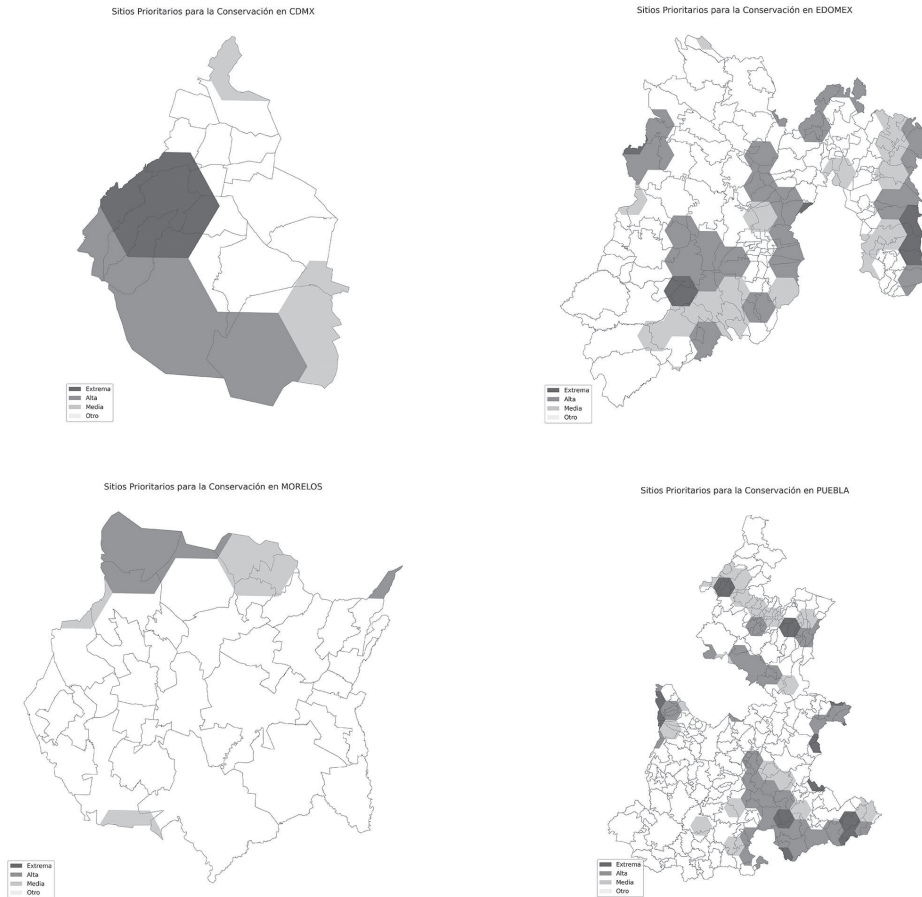 Sitios Prioritarios para la Conservación en CDMX
Extrema
Alta
Media
Otro
Sitios Prioritarios para la Conservación en EDOMEX
Extrema
Alta
Media
Otro
Sitios Prioritarios para la Conservación en MORELOS
Extrema
Alta
Media
Otro
Sitios Prioritarios para la Conservación en PUEBLA
Extrema
Alta
Media
Otro